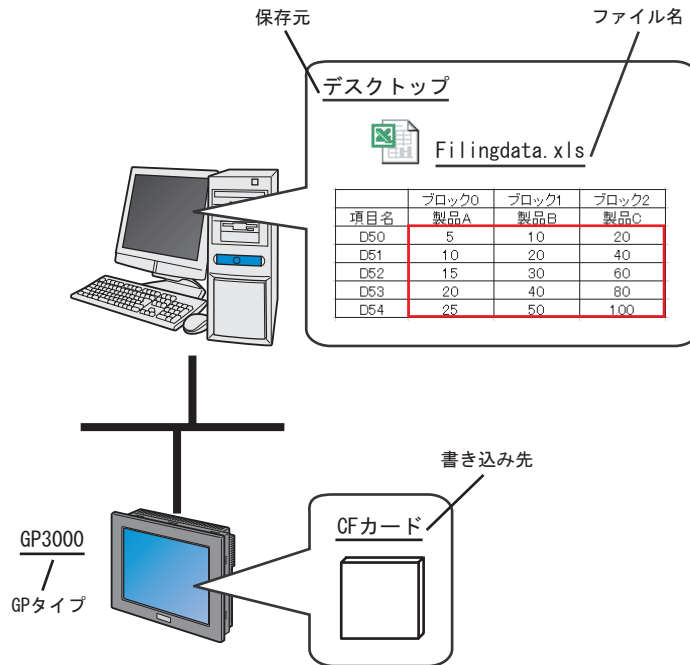 保存元
ファイル名
デスクトップ
Filingdata.xls
ブロック0 ブロック1 ブロック2
項目名 製品A 製品B 製品C
D50 5 10 20
D51 10 20 40
D52 15 30 60
D53 20 40 80
D54 25 50 100
書き込み先
CFカード
GP3000
GPタイプ